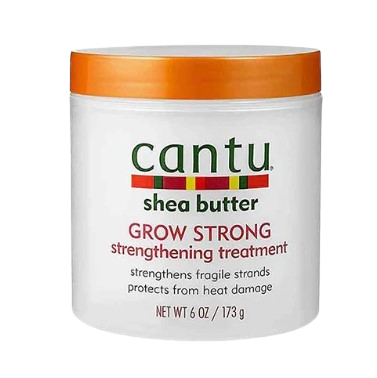 cantu®
shea butter
GROW STRONG
strengthening treatment
strengthens fragile strands
protects from heat damage
NET WT 6 OZ / 173 g